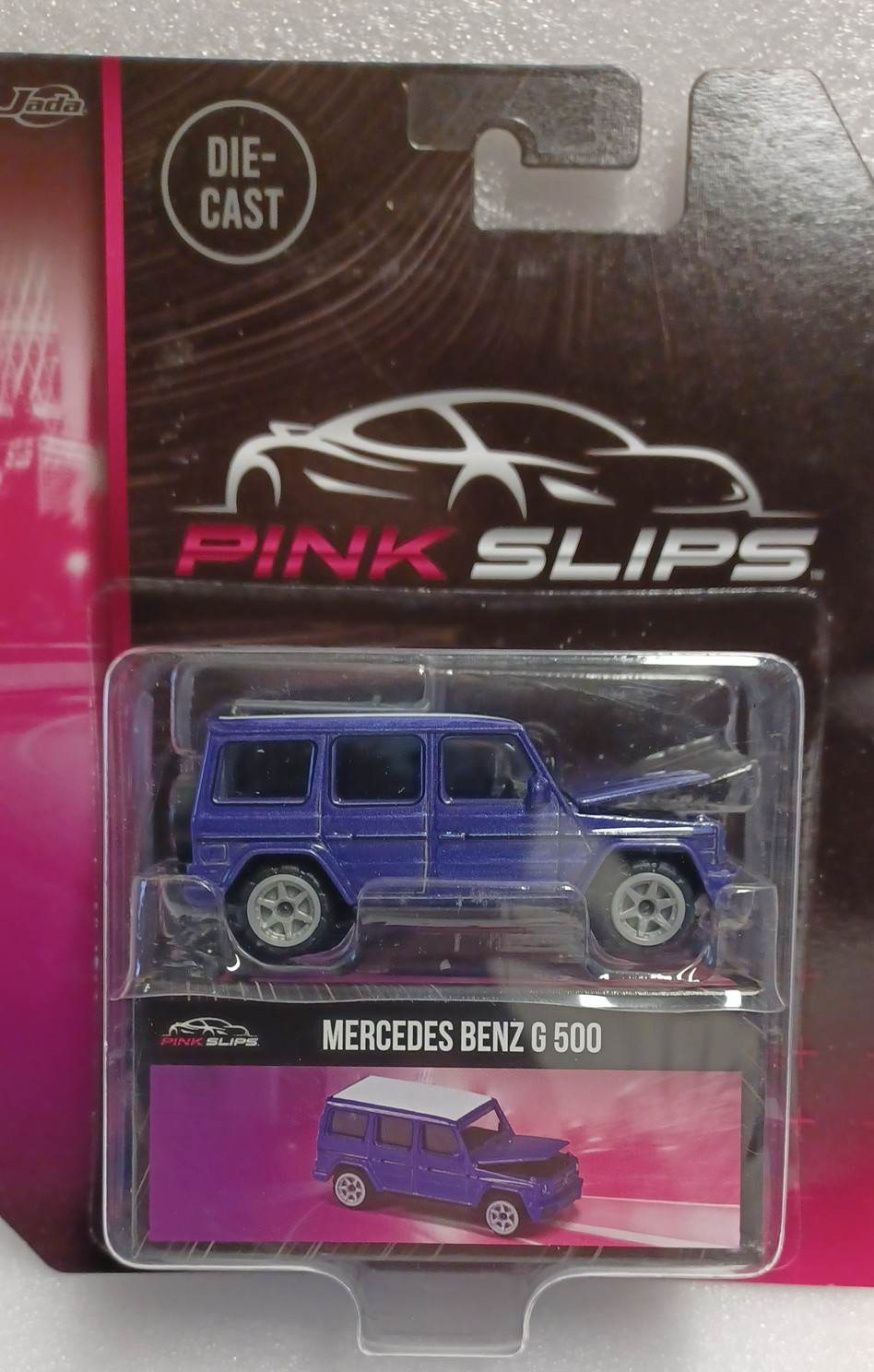 Jada
DIE-
CAST
PINK SLIPS
PINK SLIPS
MERCEDES BENZ G 500